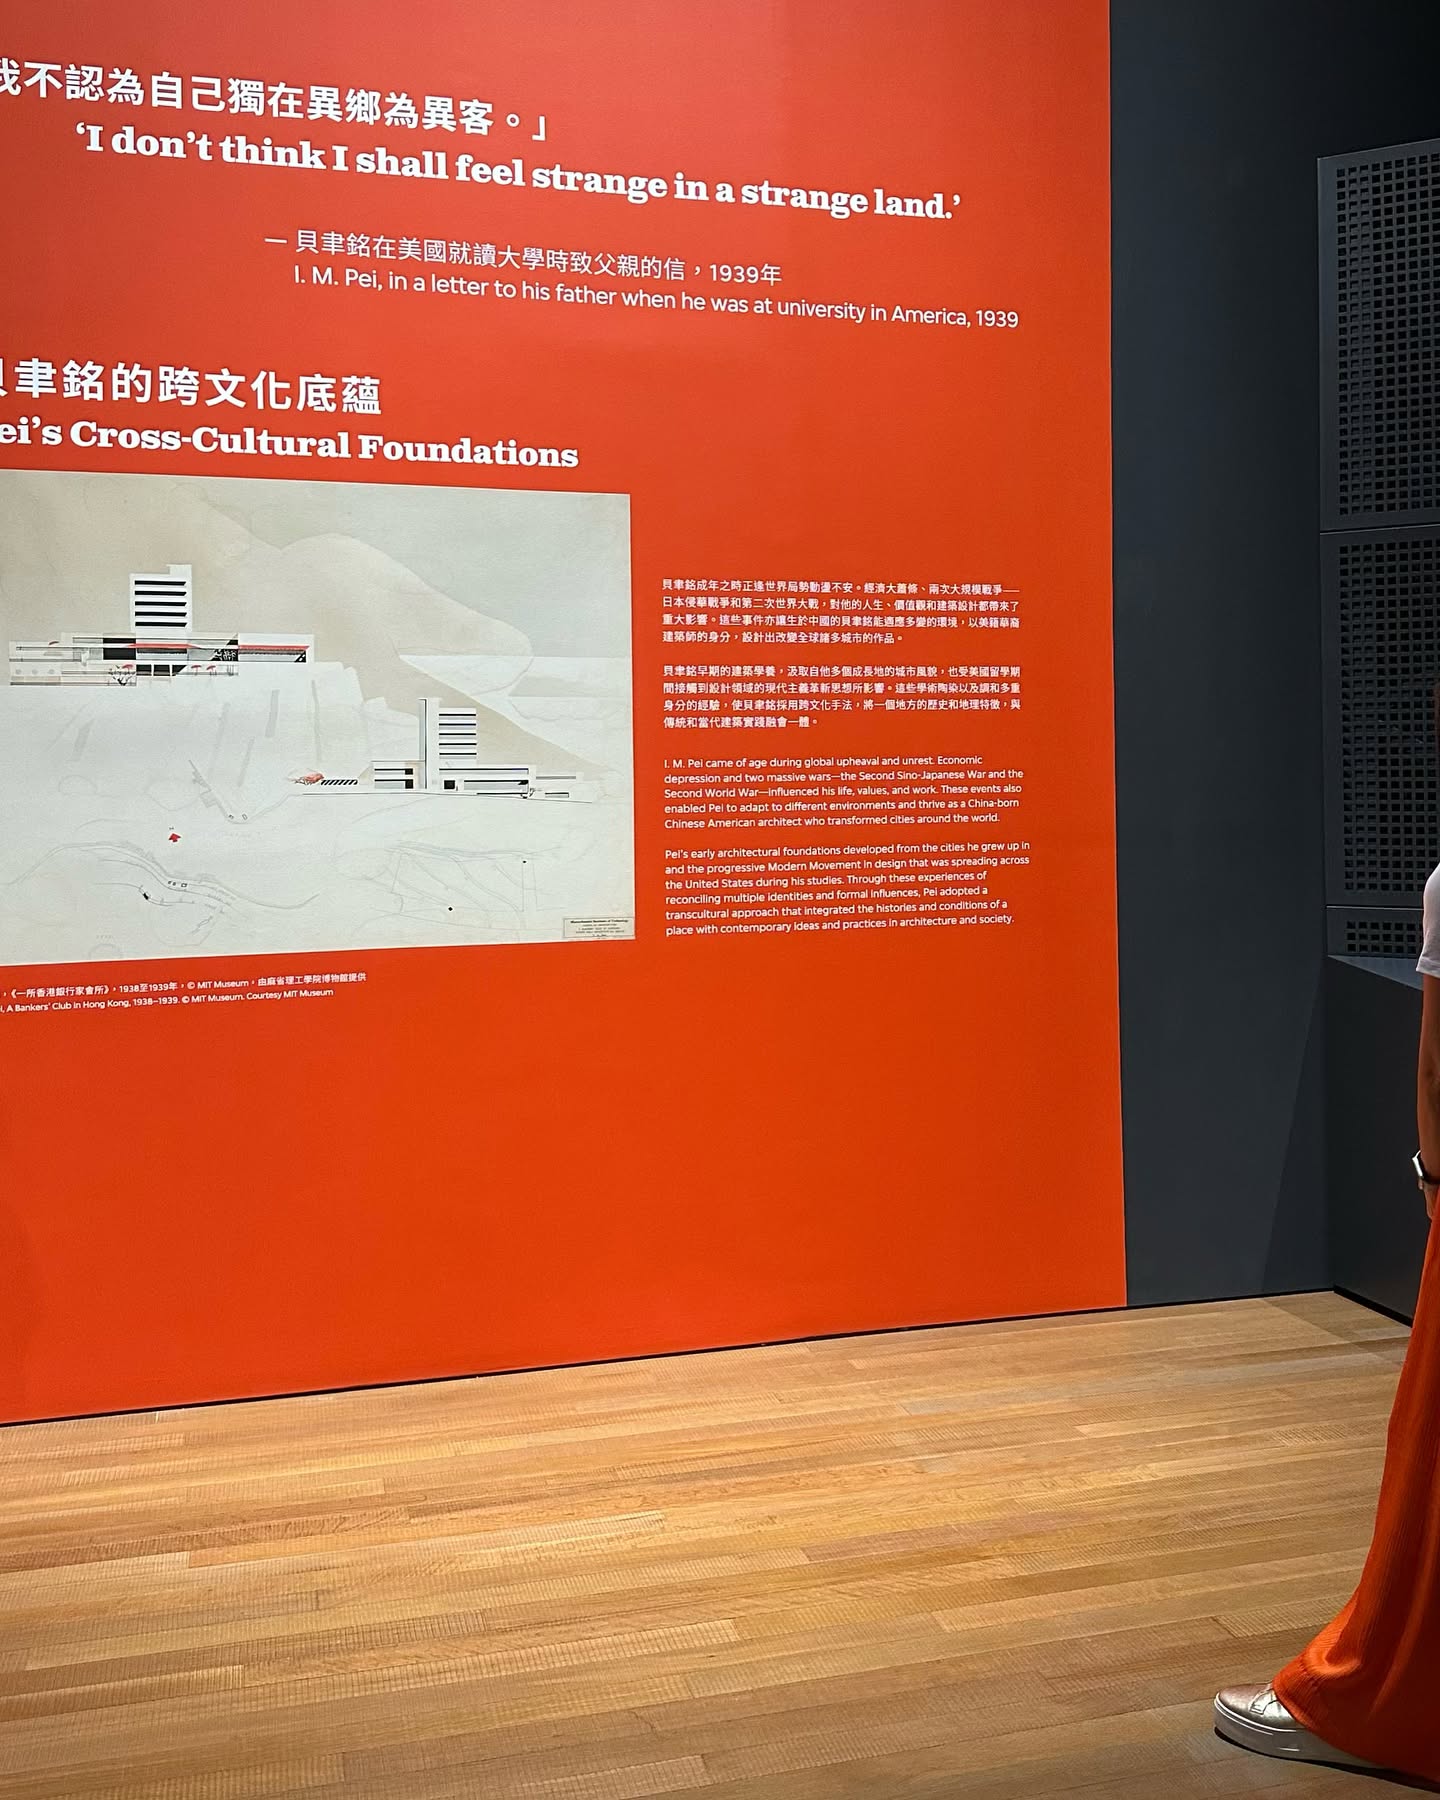 我不認為自己獨在異鄉為異客。」
‘I don’t think I shall feel strange in a strange land.’
— 貝聿銘在美國就讀大學時致父親的信，1939年
I. M. Pei, in a letter to his father when he was at university in America, 1939
貝聿銘的跨文化底蘊
ei’s Cross-Cultural Foundations
貝聿銘成年之時正逢世界局勢動盪不安。經濟大蕭條、兩次大規模戰爭——
日本侵華戰爭和第二次世界大戰，對他的人生、價值觀和建築設計都帶來了
重大影響。這些事件亦讓生於中國的貝聿銘能適應多變的環境，以美籍華裔
建築師的身分，設計出改變全球諸多城市的作品。
貝聿銘早期的建築學養，汲取自他多個成長地的城市風貌，也受美國留學期
間接觸到設計領域的現代主義革新思想所影響。這些學術陶染以及調和多重
身分的經驗，使貝聿銘採用跨文化手法，將一個地方的歷史和地理特徵，與
傳統和當代建築實踐融會一體。
I. M. Pei came of age during global upheaval and unrest. Economic
depression and two massive wars—the Second Sino-Japanese War and the
Second World War—influenced his life, values, and work. These events also
enabled Pei to adapt to different environments and thrive as a China-born
Chinese American architect who transformed cities around the world.
Pei’s early architectural foundations developed from the cities he grew up in
and the progressive Modern Movement in design that was spreading across
the United States during his studies. Through these experiences of
reconciling multiple identities and formal influences, Pei adopted a
transcultural approach that integrated the histories and conditions of a
place with contemporary ideas and practices in architecture and society.
Massachusetts Institute of Technology
，《一所香港銀行家會所》，1938至1939年，© MIT Museum，由麻省理工學院博物館提供
i, A Bankers’ Club in Hong Kong, 1938–1939. © MIT Museum. Courtesy MIT Museum